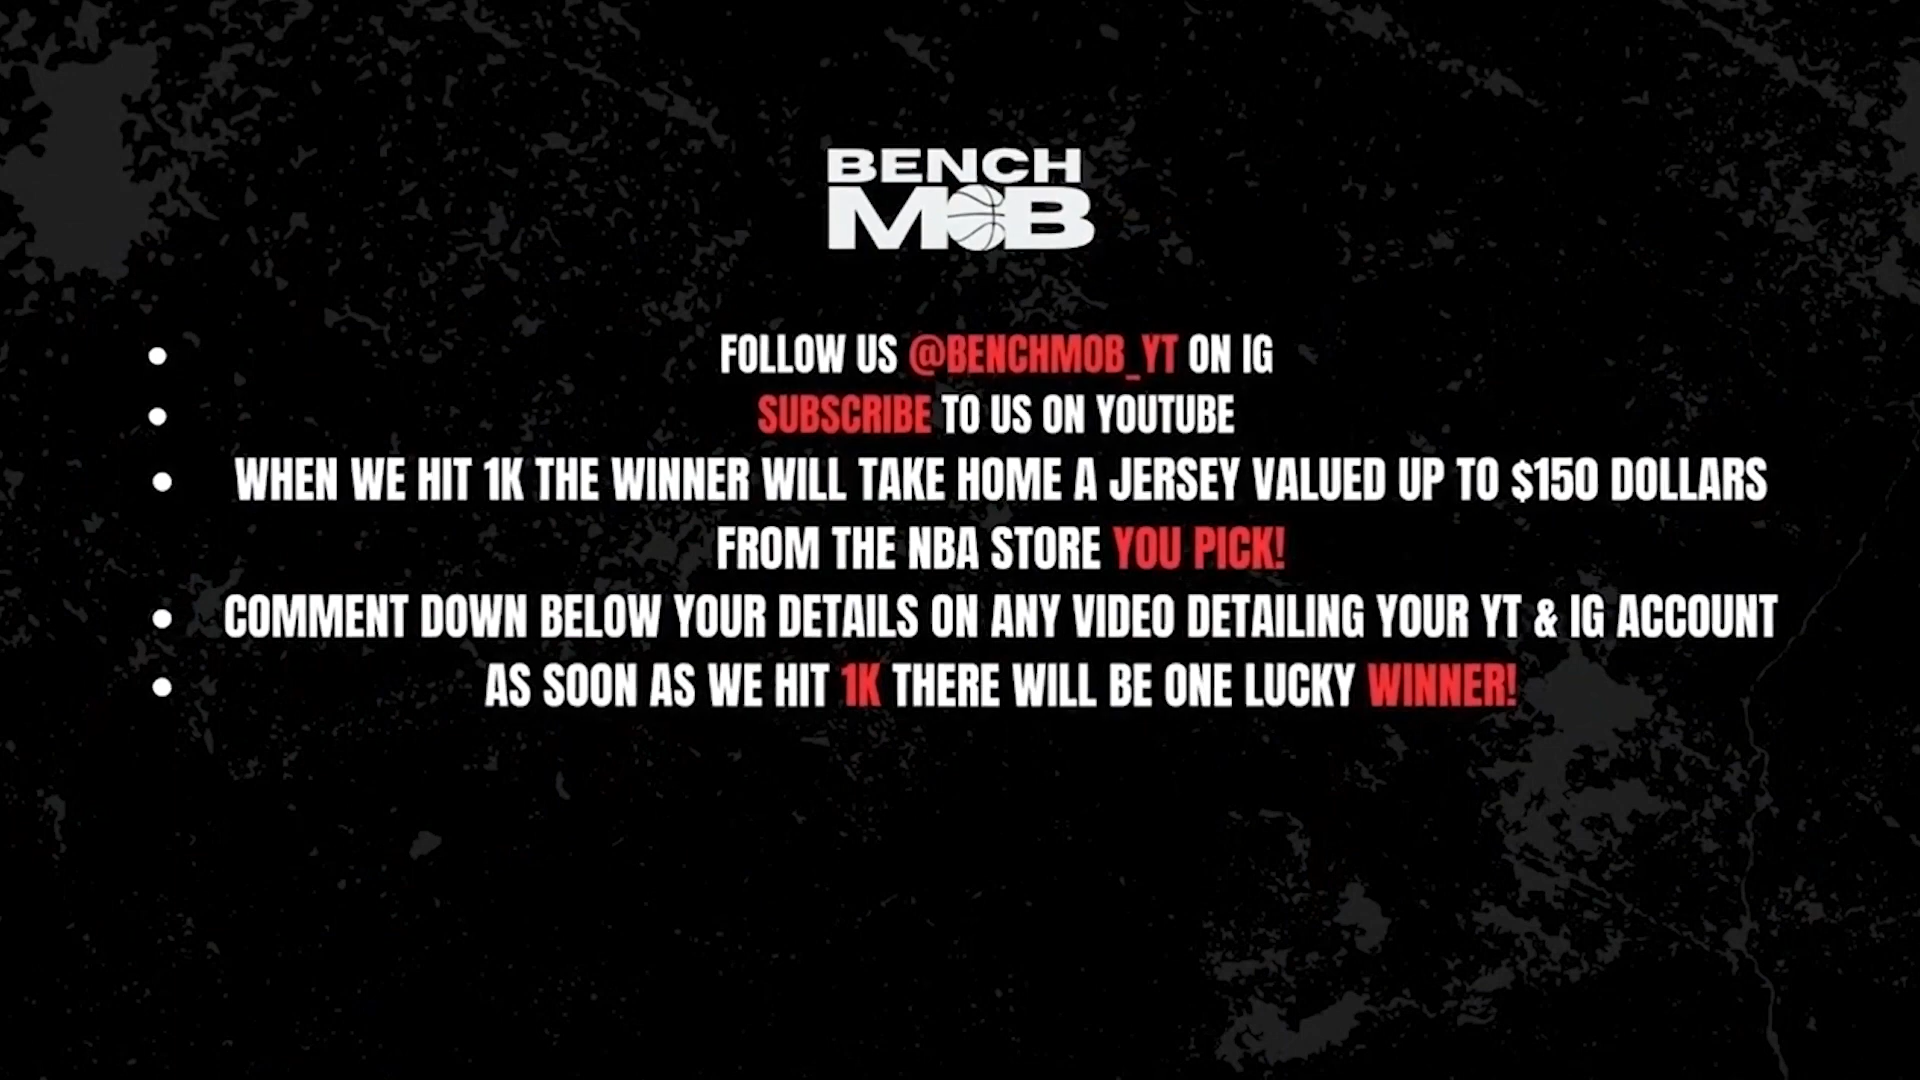 BENCH
MOB
• FOLLOW US @BENCHMOB_YT ON IG
• SUBSCRIBE TO US ON YOUTUBE
• WHEN WE HIT 1K THE WINNER WILL TAKE HOME A JERSEY VALUED UP TO $150 DOLLARS
FROM THE NBA STORE YOU PICK!
• COMMENT DOWN BELOW YOUR DETAILS ON ANY VIDEO DETAILING YOUR YT & IG ACCOUNT
• AS SOON AS WE HIT 1K THERE WILL BE ONE LUCKY WINNER!